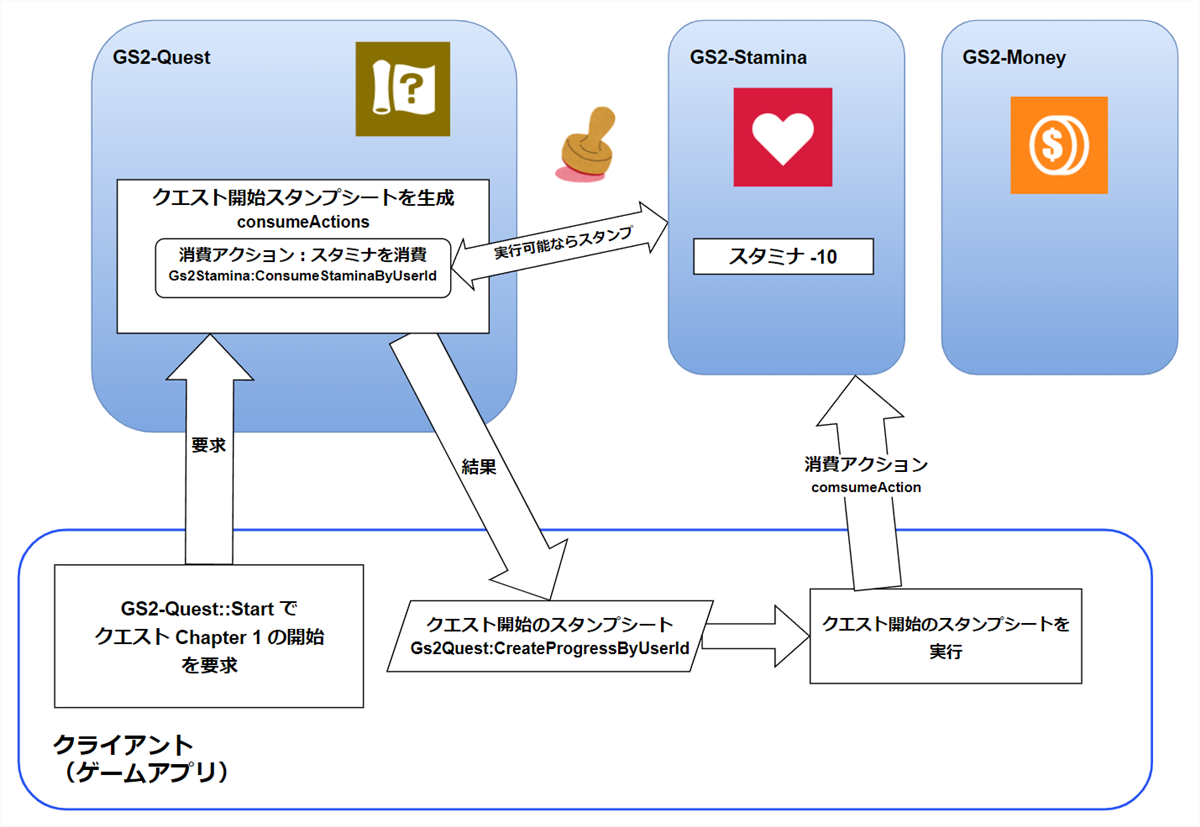 GS2-Quest
GS2-Stamina
GS2-Money
?
$
クエスト開始スタンプシートを生成
consumeActions
消費アクション：スタミナを消費
Gs2Stamina:ConsumeStaminaByUserId
実行可能ならスタンプ
スタミナ -10
要求
結果
消費アクション
comsumeAction
GS2-Quest::Start で
クエスト Chapter 1 の開始
を要求
クエスト開始のスタンプシート
Gs2Quest:CreateProgressByUserId
クエスト開始のスタンプシートを
実行
クライアント
（ゲームアプリ）